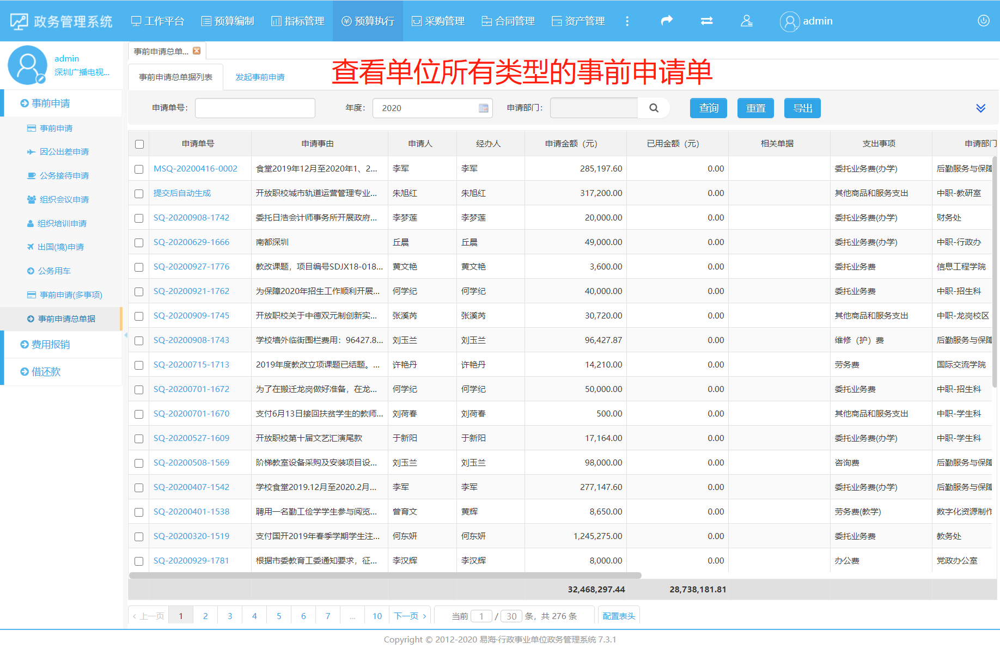 政务管理系统 工作平台 预算编制 指标管理 预算执行 采购管理 合同管理 资产管理 admin
admin
深圳广播电视...
事前申请
事前申请
因公出差申请
公务接待申请
组织会议申请
组织培训申请
出国(境)申请
公务用车
事前申请(多事项)
事前申请总单据
费用报销
借还款
事前申请总单...
事前申请总单据列表 发起事前申请
查看单位所有类型的事前申请单
申请单号: 年度: 2020 申请部门: 查询 重置 导出
申请单号 申请事由 申请人 经办人 申请金额（元） 已用金额（元） 相关单据 支出事项 申请部门
MSQ-20200416-0002 食堂2019年12月至2020年1、2... 李军 李军 285,197.60 0.00 委托业务费(办学) 后勤服务与保障
提交后自动生成 开放职校城市轨道运营管理专业... 朱旭红 朱旭红 317,200.00 0.00 其他商品和服务支出 中职-教研室
SQ-20200908-1742 委托日浩会计师事务所开展政府... 李梦莲 李梦莲 20,000.00 0.00 委托业务费(办学) 财务处
SQ-20200629-1666 南都深圳 丘晨 丘晨 49,000.00 0.00 委托业务费(办学) 中职-行政办
SQ-20200927-1776 教改课题，项目编号SDJX18-018... 黄文艳 黄文艳 3,600.00 0.00 委托业务费 信息工程学院
SQ-20200921-1762 为保障2020年招生工作顺利开展... 何学纪 何学纪 40,000.00 0.00 委托业务费 中职-招生科
SQ-20200909-1745 开放职校关于中德双元制创新实... 张溪芮 张溪芮 30,720.00 0.00 其他商品和服务支出 中职-龙岗校区
SQ-20200908-1743 学校墙外临街围栏费用：96427.8... 刘玉兰 刘玉兰 96,427.87 0.00 维修（护）费 后勤服务与保障
SQ-20200715-1713 2019年度教改立项课题已结题。... 许艳丹 许艳丹 14,210.00 0.00 劳务费 国际交流学院
SQ-20200701-1672 为了在搬迁龙岗做好准备，在龙... 何学纪 何学纪 50,000.00 0.00 委托业务费 中职-招生科
SQ-20200701-1670 支付6月13日接回扶贫学生的教师... 刘荷春 刘荷春 500.00 0.00 其他商品和服务支出 中职-学生科
SQ-20200527-1609 开放职校第十届文艺汇演尾款 于新阳 于新阳 17,164.00 0.00 委托业务费(办学) 中职-学生科
SQ-20200508-1569 阶梯教室设备采购及安装项目设... 刘玉兰 刘玉兰 98,000.00 0.00 咨询费 后勤服务与保障
SQ-20200407-1542 学校食堂2019.12月至2020.2月... 李军 李军 277,147.60 0.00 委托业务费(办学) 后勤服务与保障
SQ-20200401-1538 聘用一名勤工俭学学生参与阅览... 曾育文 黄辉 8,650.00 0.00 劳务费(教学) 数字化资源制作
SQ-20200320-1519 支付国开2019年春季学期学生注... 何东妍 何东妍 1,245,275.00 0.00 委托业务费 教务处
SQ-20200929-1781 根据市委教育工委通知要求，征... 李汉辉 李汉辉 8,000.00 0.00 办公费 党政办公室
32,468,297.44 28,738,181.81
上一页 1 2 3 4 5 6 7 ... 10 下一页 当前 1 / 30 条，共 276 条 配置表头
Copyright © 2012-2020 易海·行政事业单位政务管理系统 7.3.1